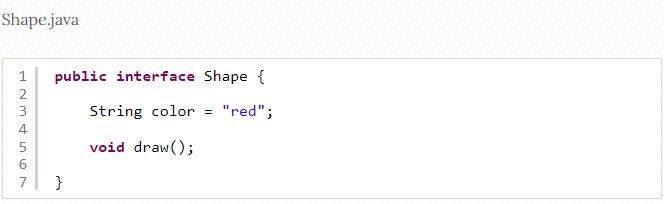 Shape.java
1 public interface Shape {
2
3 String color = "red";
4
5 void draw();
6
7 }